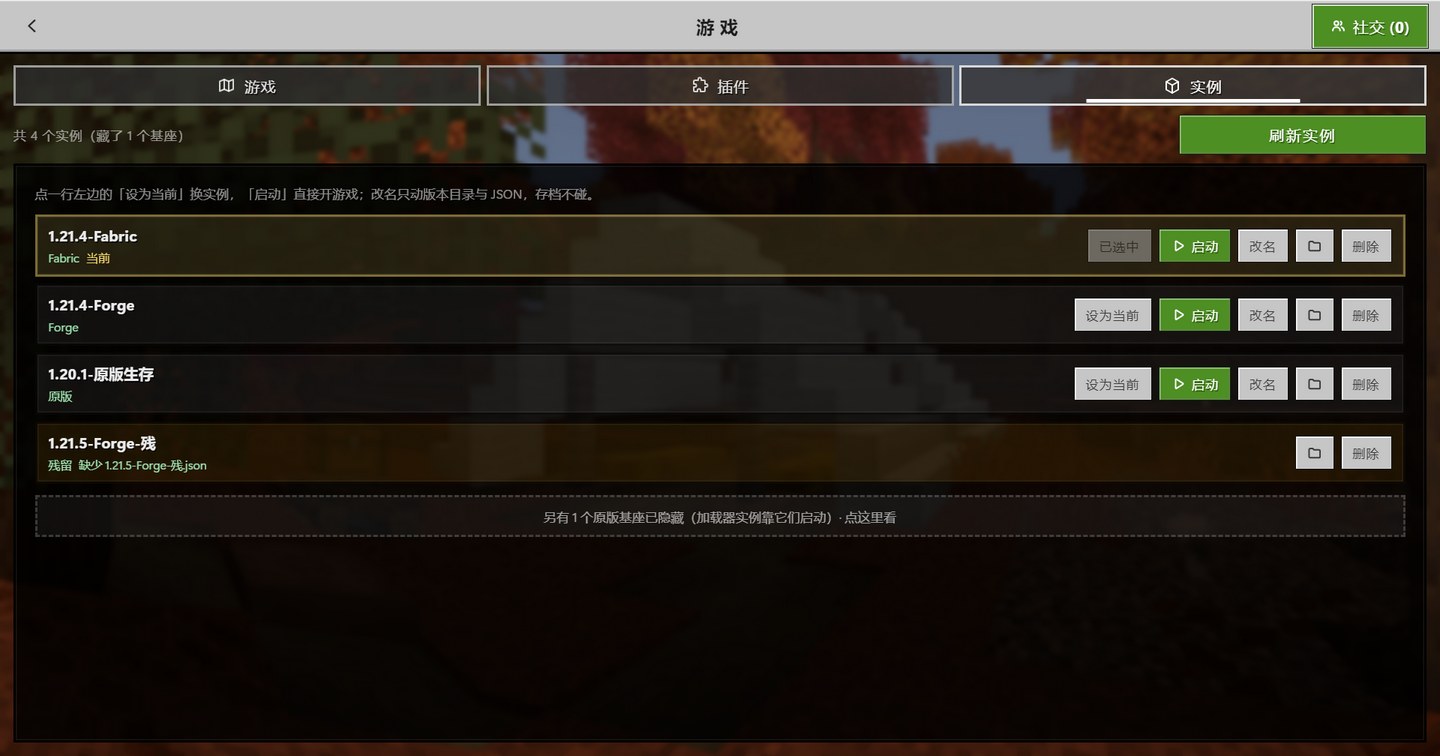 游戏
社交 (0)
游戏
插件
实例
共 4 个实例（藏了 1 个基座）
刷新实例
点一行左边的「设为当前」换实例，「启动」直接开游戏；改名只动版本目录与 JSON，存档不碰。
1.21.4-Fabric
Fabric 当前
已选中 启动 改名 删除
1.21.4-Forge
Forge
设为当前 启动 改名 删除
1.20.1-原版生存
原版
设为当前 启动 改名 删除
1.21.5-Forge-残
残留 缺少 1.21.5-Forge-残.json
删除
另有 1 个原版基座已隐藏（加载器实例靠它们启动）· 点这里看